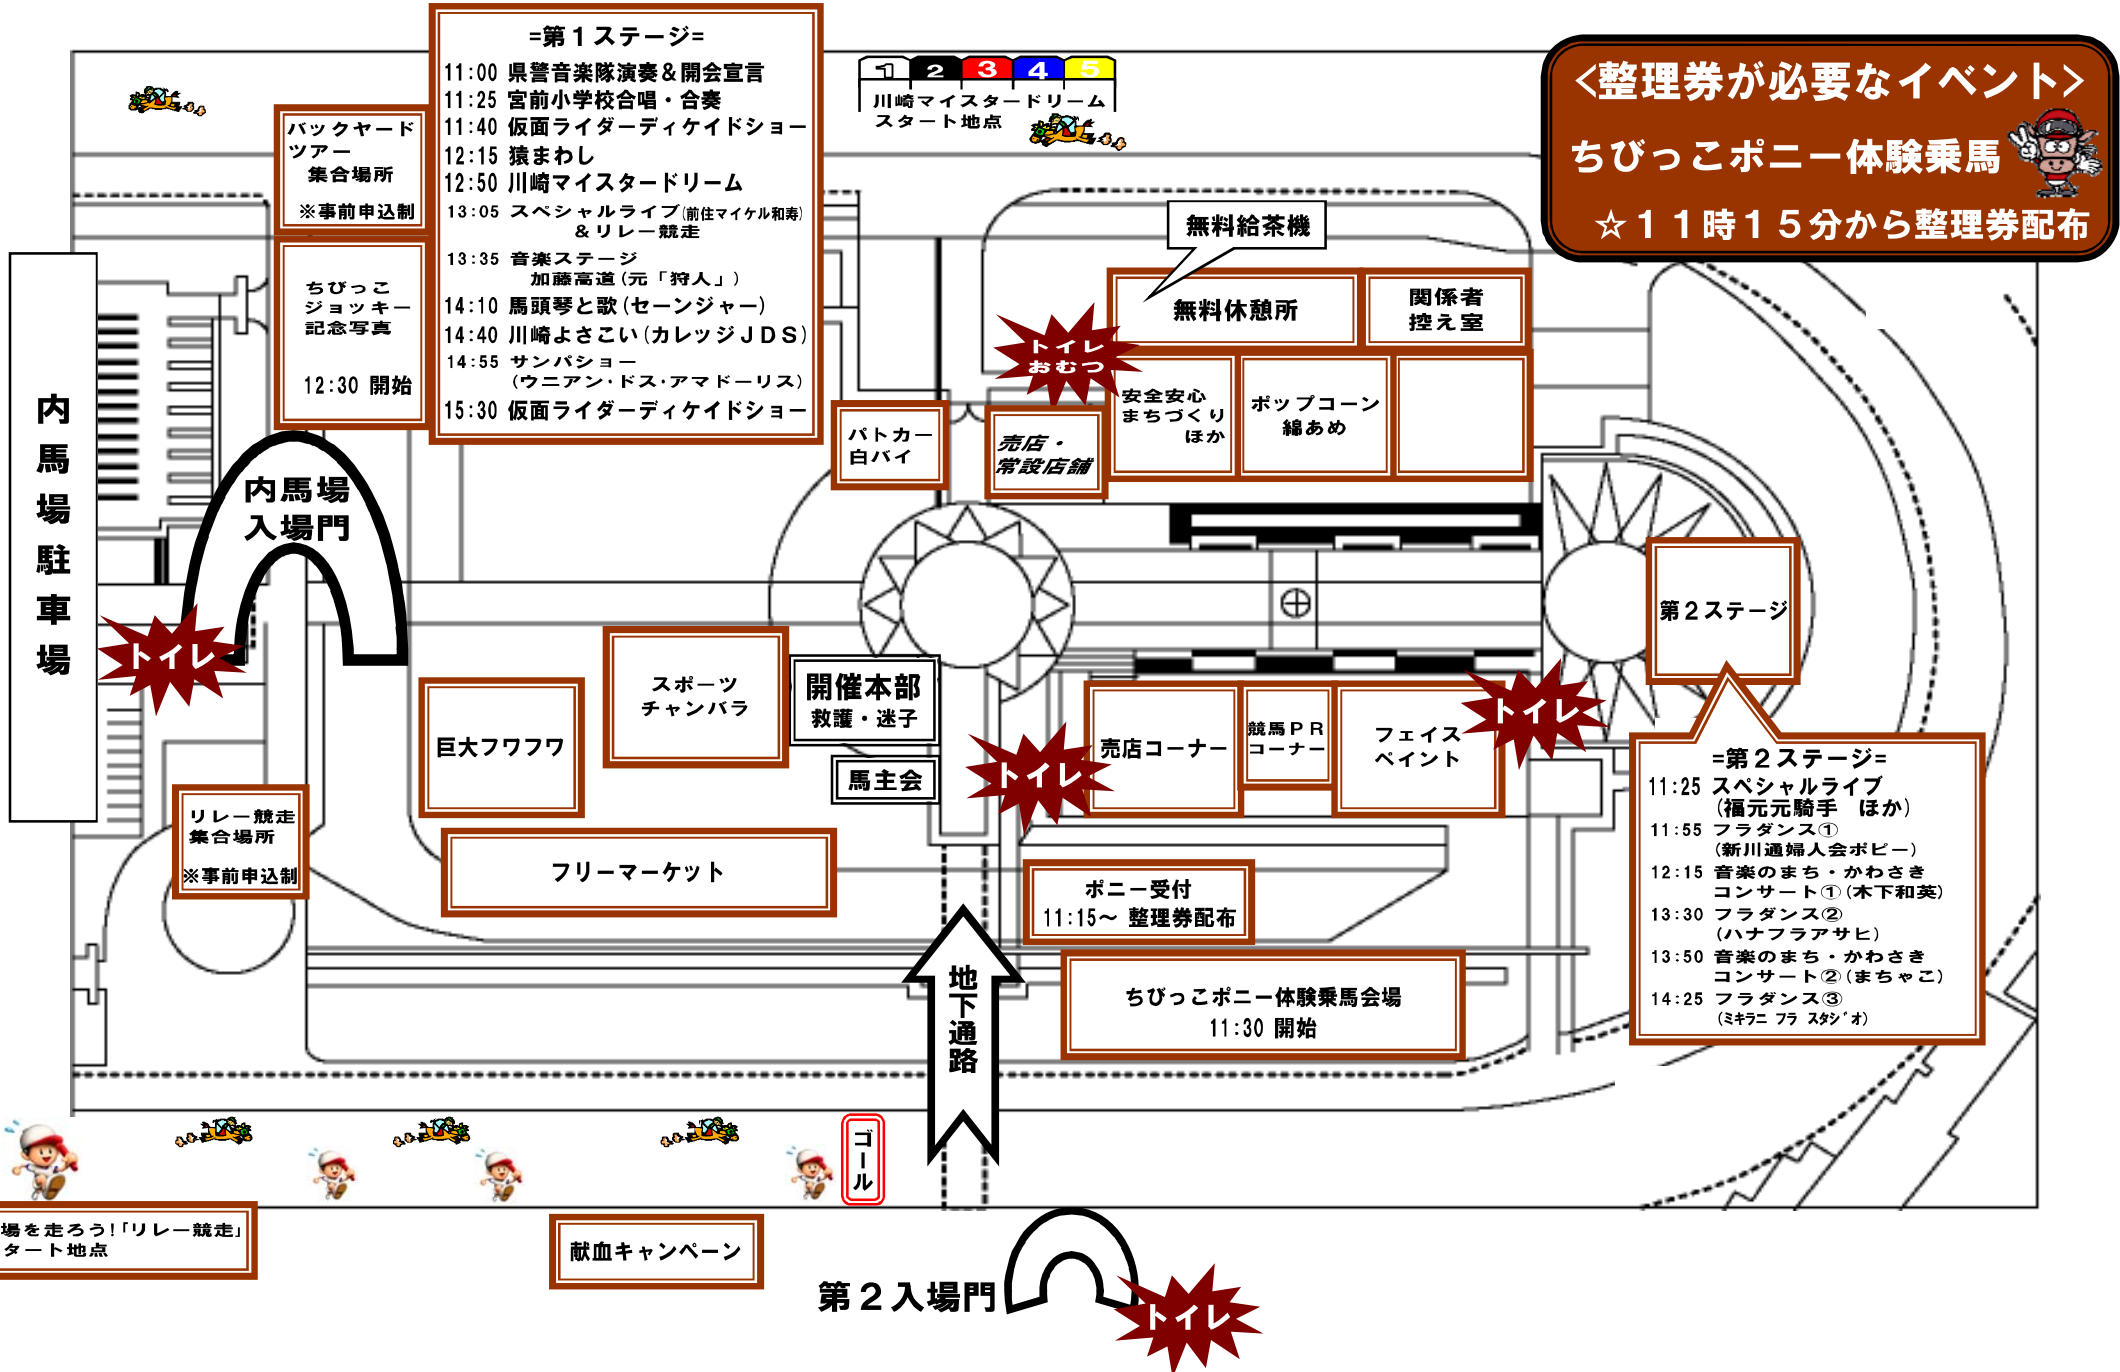 =第１ステージ=
11:00 県警音楽隊演奏＆開会宣言
11:25 宮前小学校合唱・合奏
11:40 仮面ライダーディケイドショー
12:15 猿まわし
12:50 川崎マイスタードリーム
13:05 スペシャルライブ(前住マイケル和寿)
＆リレー競走
13:35 音楽ステージ
加藤高道(元「狩人」)
14:10 馬頭琴と歌(セーンジャー)
14:40 川崎よさこい(カレッジＪＤＳ)
14:55 サンバショー
(ウニアン・ドス・アマドーリス)
15:30 仮面ライダーディケイドショー
1 2 3 4 5
川崎マイスタードリーム
スタート地点
<整理券が必要なイベント>
ちびっこポニー体験乗馬
☆１１時１５分から整理券配布
バックヤード
ツアー
集合場所
※事前申込制
ちびっこ
ジョッキー
記念写真
12:30 開始
無料給茶機
無料休憩所
関係者
控え室
トイレ
おむつ
安全安心
まちづくり
ほか
ポップコーン
綿あめ
パトカー
白バイ
売店・
常設店舗
内馬場駐車場
内馬場
入場門
トイレ
第２ステージ
スポーツ
チャンバラ
開催本部
救護・迷子
馬主会
巨大フワフワ
トイレ
売店コーナー
競馬ＰＲ
コーナー
フェイス
ペイント
トイレ
=第２ステージ=
11:25 スペシャルライブ
(福元元騎手　ほか)
11:55 フラダンス①
(新川通婦人会ポピー)
12:15 音楽のまち・かわさき
コンサート①(木下和英)
13:30 フラダンス②
(ハナフラアサヒ)
13:50 音楽のまち・かわさき
コンサート②(まちゃこ)
14:25 フラダンス③
(ミキラニ フラ スタジオ)
リレー競走
集合場所
※事前申込制
フリーマーケット
ポニー受付
11:15～ 整理券配布
地下通路
ちびっこポニー体験乗馬会場
11:30 開始
ゴール
場を走ろう!「リレー競走」
タート地点
献血キャンペーン
第２入場門
トイレ